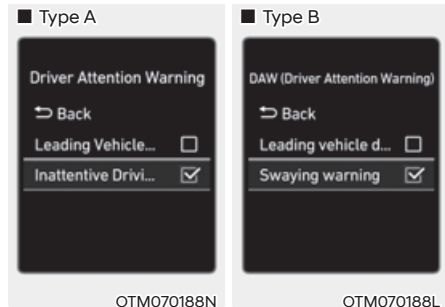 ■ Type A
Driver Attention Warning
Back
Leading Vehicle...
Inattentive Drivi...
OTM070188N
■ Type B
DAW (Driver Attention Warning)
Back
Leading vehicle d...
Swaying warning
OTM070188L